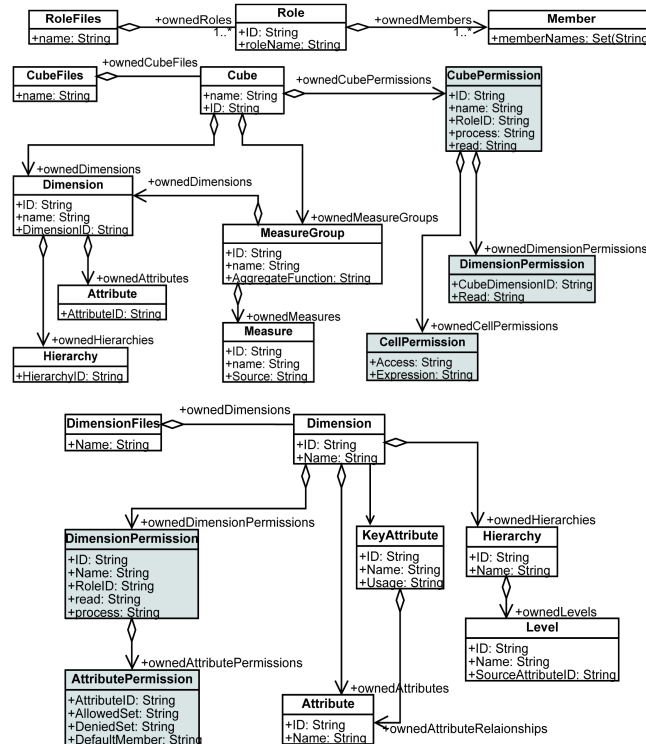 RoleFiles
+name: String
+ownedRoles
1..*
Role
+ID: String
+roleName: String
+ownedMembers
1..*
Member
+memberNames: Set(String
CubeFiles
+name: String
+ownedCubeFiles
Cube
+name: String
+ID: String
+ownedCubePermissions
CubePermission
+ID: String
+name: String
+RoleID: String
+process: String
+read: String
+ownedDimensions
Dimension
+ID: String
+name: String
+DimensionID: String
+ownedDimensions
+ownedMeasureGroups
MeasureGroup
+ID: String
+name: String
+AggregateFunction: String
+ownedDimensionPermissions
DimensionPermission
+CubeDimensionID: String
+Read: String
+ownedAttributes
Attribute
+AttributeID: String
+ownedHierarchies
Hierarchy
+HierarchyID: String
+ownedMeasures
Measure
+ID: String
+name: String
+Source: String
+ownedCellPermissions
CellPermission
+Access: String
+Expression: String
DimensionFiles
+Name: String
+ownedDimensions
Dimension
+ID: String
+Name: String
+ownedDimensionPermissions
DimensionPermission
+ID: String
+Name: String
+RoleID: String
+read: String
+process: String
KeyAttribute
+ID: String
+Name: String
+Usage: String
+ownedHierarchies
Hierarchy
+ID: String
+Name: String
+ownedLevels
Level
+ID: String
+Name: String
+SourceAttributeID: String
+ownedAttributePermissions
AttributePermission
+AttributeID: String
+AllowedSet: String
+DeniedSet: String
+DefaultMember: String
+ownedAttributes
Attribute
+ID: String
+Name: String
+ownedAttributeRelaionships